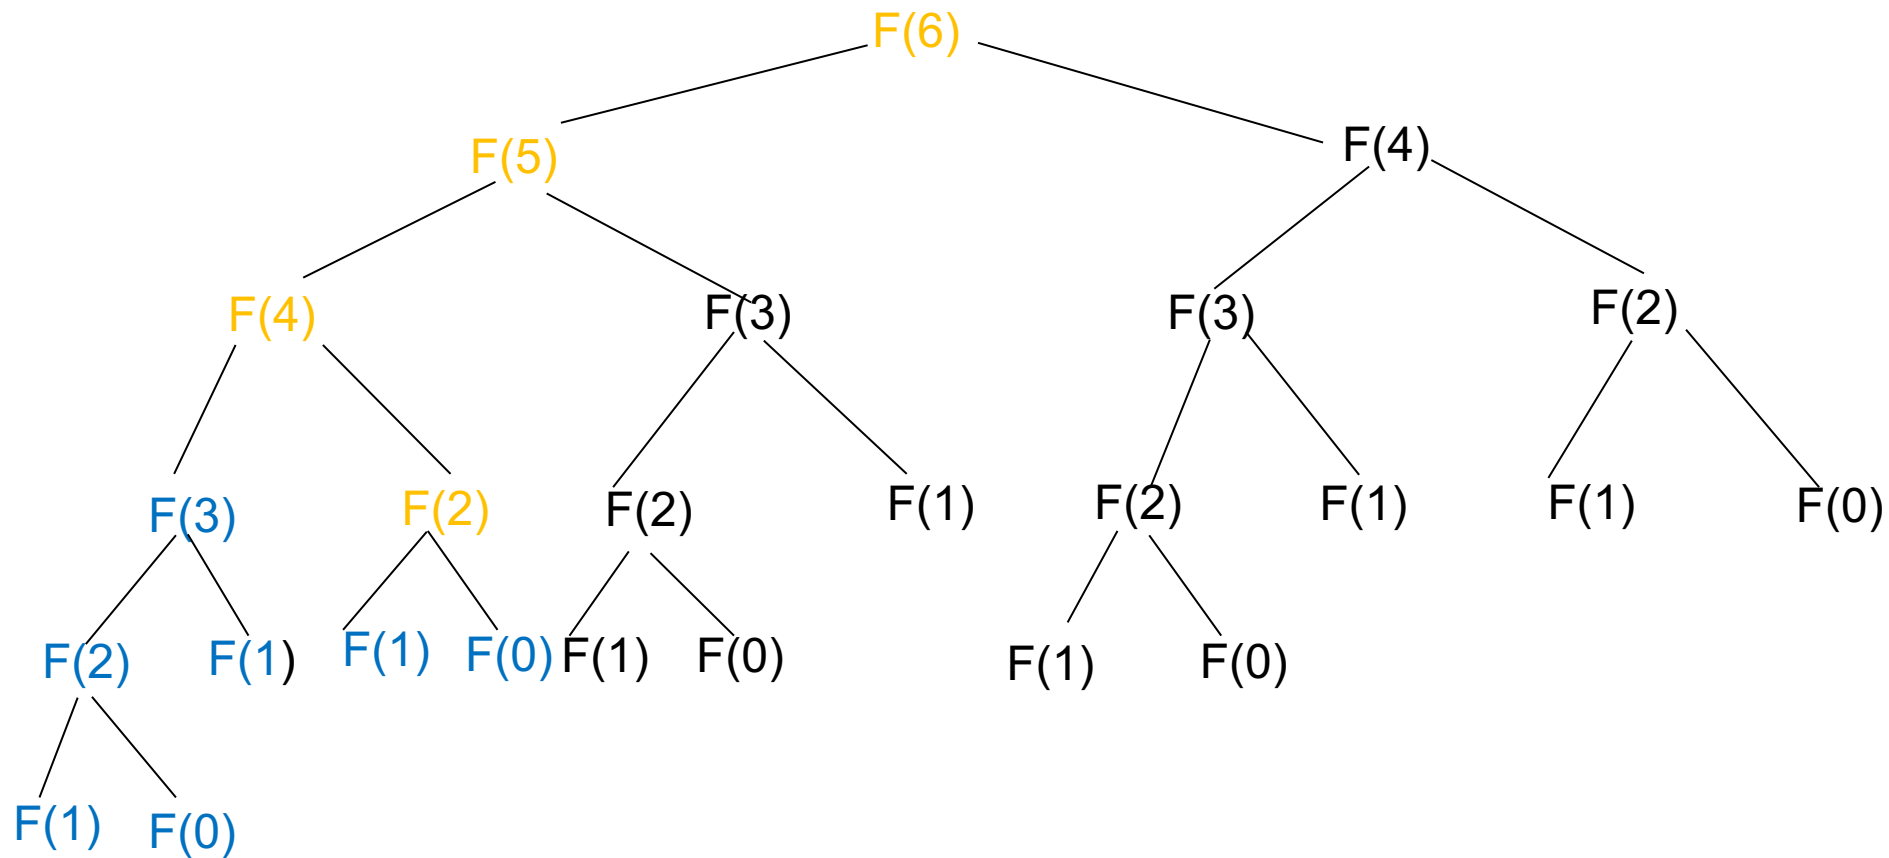 F(6)
F(5) F(4)
F(4) F(3) F(3) F(2)
F(3) F(2) F(2) F(1) F(2) F(1) F(1) F(0)
F(2) F(1) F(1) F(0) F(1) F(0) F(1) F(0)
F(1) F(0)